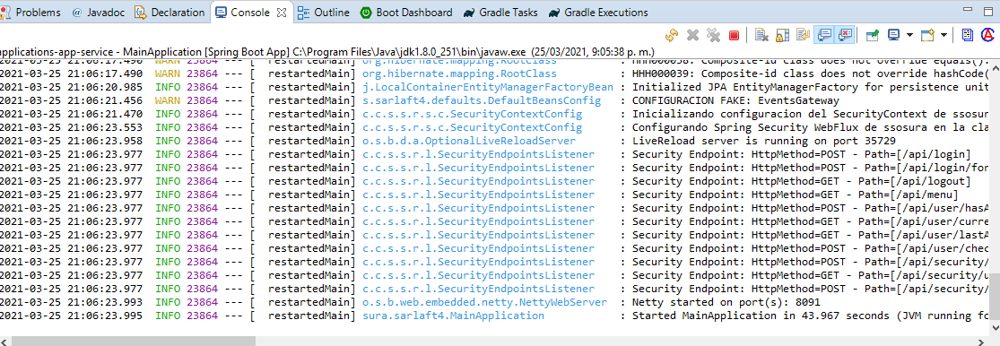 Problems @ Javadoc Declaration Console Outline Boot Dashboard Gradle Tasks Gradle Executions
applications-app-service - MainApplication [Spring Boot App] C:\Program Files\Java\jdk1.8.0_251\bin\javaw.exe (25/03/2021, 9:05:38 p. m.)
2021-03-25 21:06:17.490 WARN 23864 --- [ restartedMain] org.hibernate.mapping.RootClass : HHH000038: Composite-id class does not override equals():
2021-03-25 21:06:17.490 WARN 23864 --- [ restartedMain] org.hibernate.mapping.RootClass : HHH000039: Composite-id class does not override hashCode(
2021-03-25 21:06:20.985 INFO 23864 --- [ restartedMain] j.LocalContainerEntityManagerFactoryBean : Initialized JPA EntityManagerFactory for persistence unit
2021-03-25 21:06:21.456 WARN 23864 --- [ restartedMain] s.sarlaft4.defaults.DefaultBeansConfig : CONFIGURACION FAKE: EventsGateway
2021-03-25 21:06:21.470 INFO 23864 --- [ restartedMain] c.c.s.s.r.s.c.SecurityContextConfig : Inicializando configuracion del SecurityContext de ssosur
2021-03-25 21:06:23.553 INFO 23864 --- [ restartedMain] c.c.s.s.r.s.c.SecurityContextConfig : Configurando Spring Security WebFlux de ssosura en la cla
2021-03-25 21:06:23.958 INFO 23864 --- [ restartedMain] o.s.b.d.a.OptionalLiveReloadServer : LiveReload server is running on port 35729
2021-03-25 21:06:23.977 INFO 23864 --- [ restartedMain] c.c.s.s.r.l.SecurityEndpointsListener : Security Endpoint: HttpMethod=POST - Path=[/api/login]
2021-03-25 21:06:23.977 INFO 23864 --- [ restartedMain] c.c.s.s.r.l.SecurityEndpointsListener : Security Endpoint: HttpMethod=POST - Path=[/api/login/for
2021-03-25 21:06:23.977 INFO 23864 --- [ restartedMain] c.c.s.s.r.l.SecurityEndpointsListener : Security Endpoint: HttpMethod=GET - Path=[/api/logout]
2021-03-25 21:06:23.977 INFO 23864 --- [ restartedMain] c.c.s.s.r.l.SecurityEndpointsListener : Security Endpoint: HttpMethod=GET - Path=[/api/menu]
2021-03-25 21:06:23.977 INFO 23864 --- [ restartedMain] c.c.s.s.r.l.SecurityEndpointsListener : Security Endpoint: HttpMethod=POST - Path=[/api/user/hasA
2021-03-25 21:06:23.977 INFO 23864 --- [ restartedMain] c.c.s.s.r.l.SecurityEndpointsListener : Security Endpoint: HttpMethod=GET - Path=[/api/user/curre
2021-03-25 21:06:23.977 INFO 23864 --- [ restartedMain] c.c.s.s.r.l.SecurityEndpointsListener : Security Endpoint: HttpMethod=GET - Path=[/api/user/lastA
2021-03-25 21:06:23.977 INFO 23864 --- [ restartedMain] c.c.s.s.r.l.SecurityEndpointsListener : Security Endpoint: HttpMethod=POST - Path=[/api/user/chec
2021-03-25 21:06:23.977 INFO 23864 --- [ restartedMain] c.c.s.s.r.l.SecurityEndpointsListener : Security Endpoint: HttpMethod=POST - Path=[/api/security/
2021-03-25 21:06:23.977 INFO 23864 --- [ restartedMain] c.c.s.s.r.l.SecurityEndpointsListener : Security Endpoint: HttpMethod=GET - Path=[/api/security/u
2021-03-25 21:06:23.977 INFO 23864 --- [ restartedMain] c.c.s.s.r.l.SecurityEndpointsListener : Security Endpoint: HttpMethod=POST - Path=[/api/security/
2021-03-25 21:06:23.993 INFO 23864 --- [ restartedMain] o.s.b.web.embedded.netty.NettyWebServer : Netty started on port(s): 8091
2021-03-25 21:06:23.995 INFO 23864 --- [ restartedMain] sura.sarlaft4.MainApplication : Started MainApplication in 43.967 seconds (JVM running fo